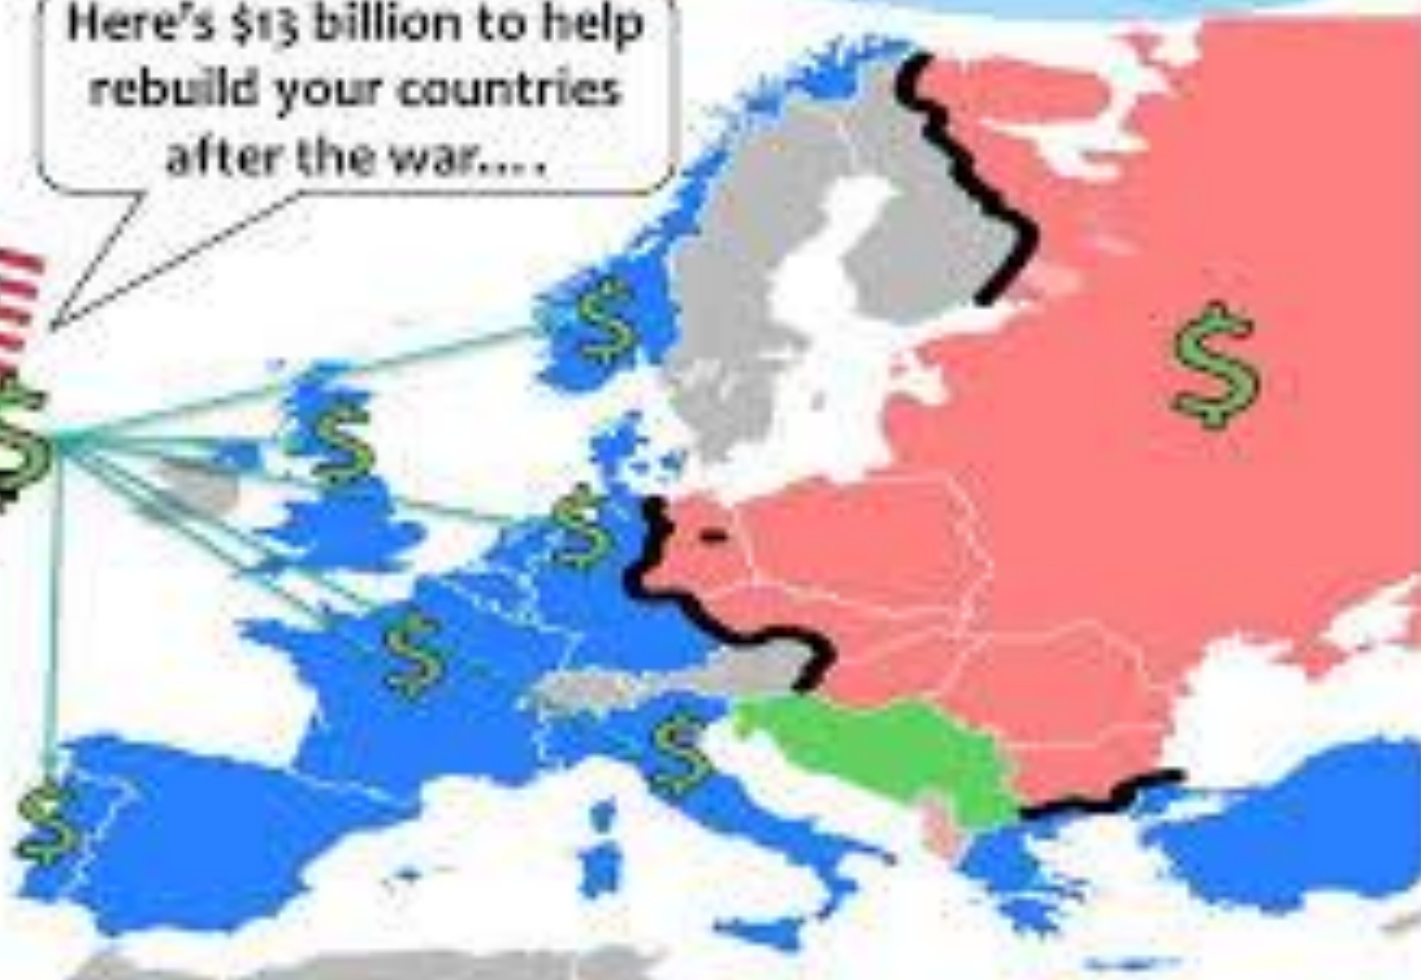 Here's $13 billion to help
rebuild your countries
after the war....
$
$
$
$
$
$
$
$